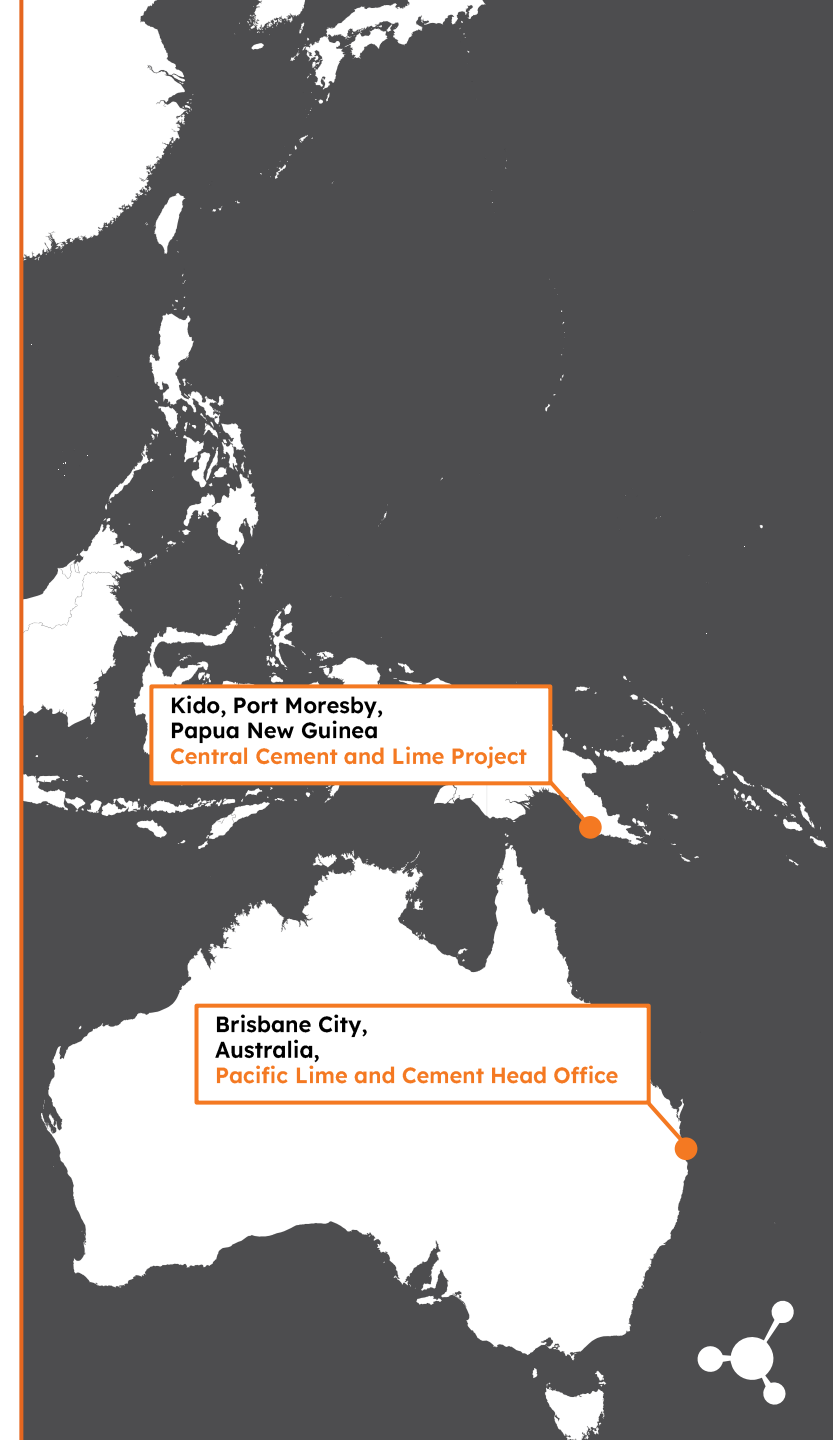 Kido, Port Moresby,
Papua New Guinea
Central Cement and Lime Project
Brisbane City,
Australia,
Pacific Lime and Cement Head Office